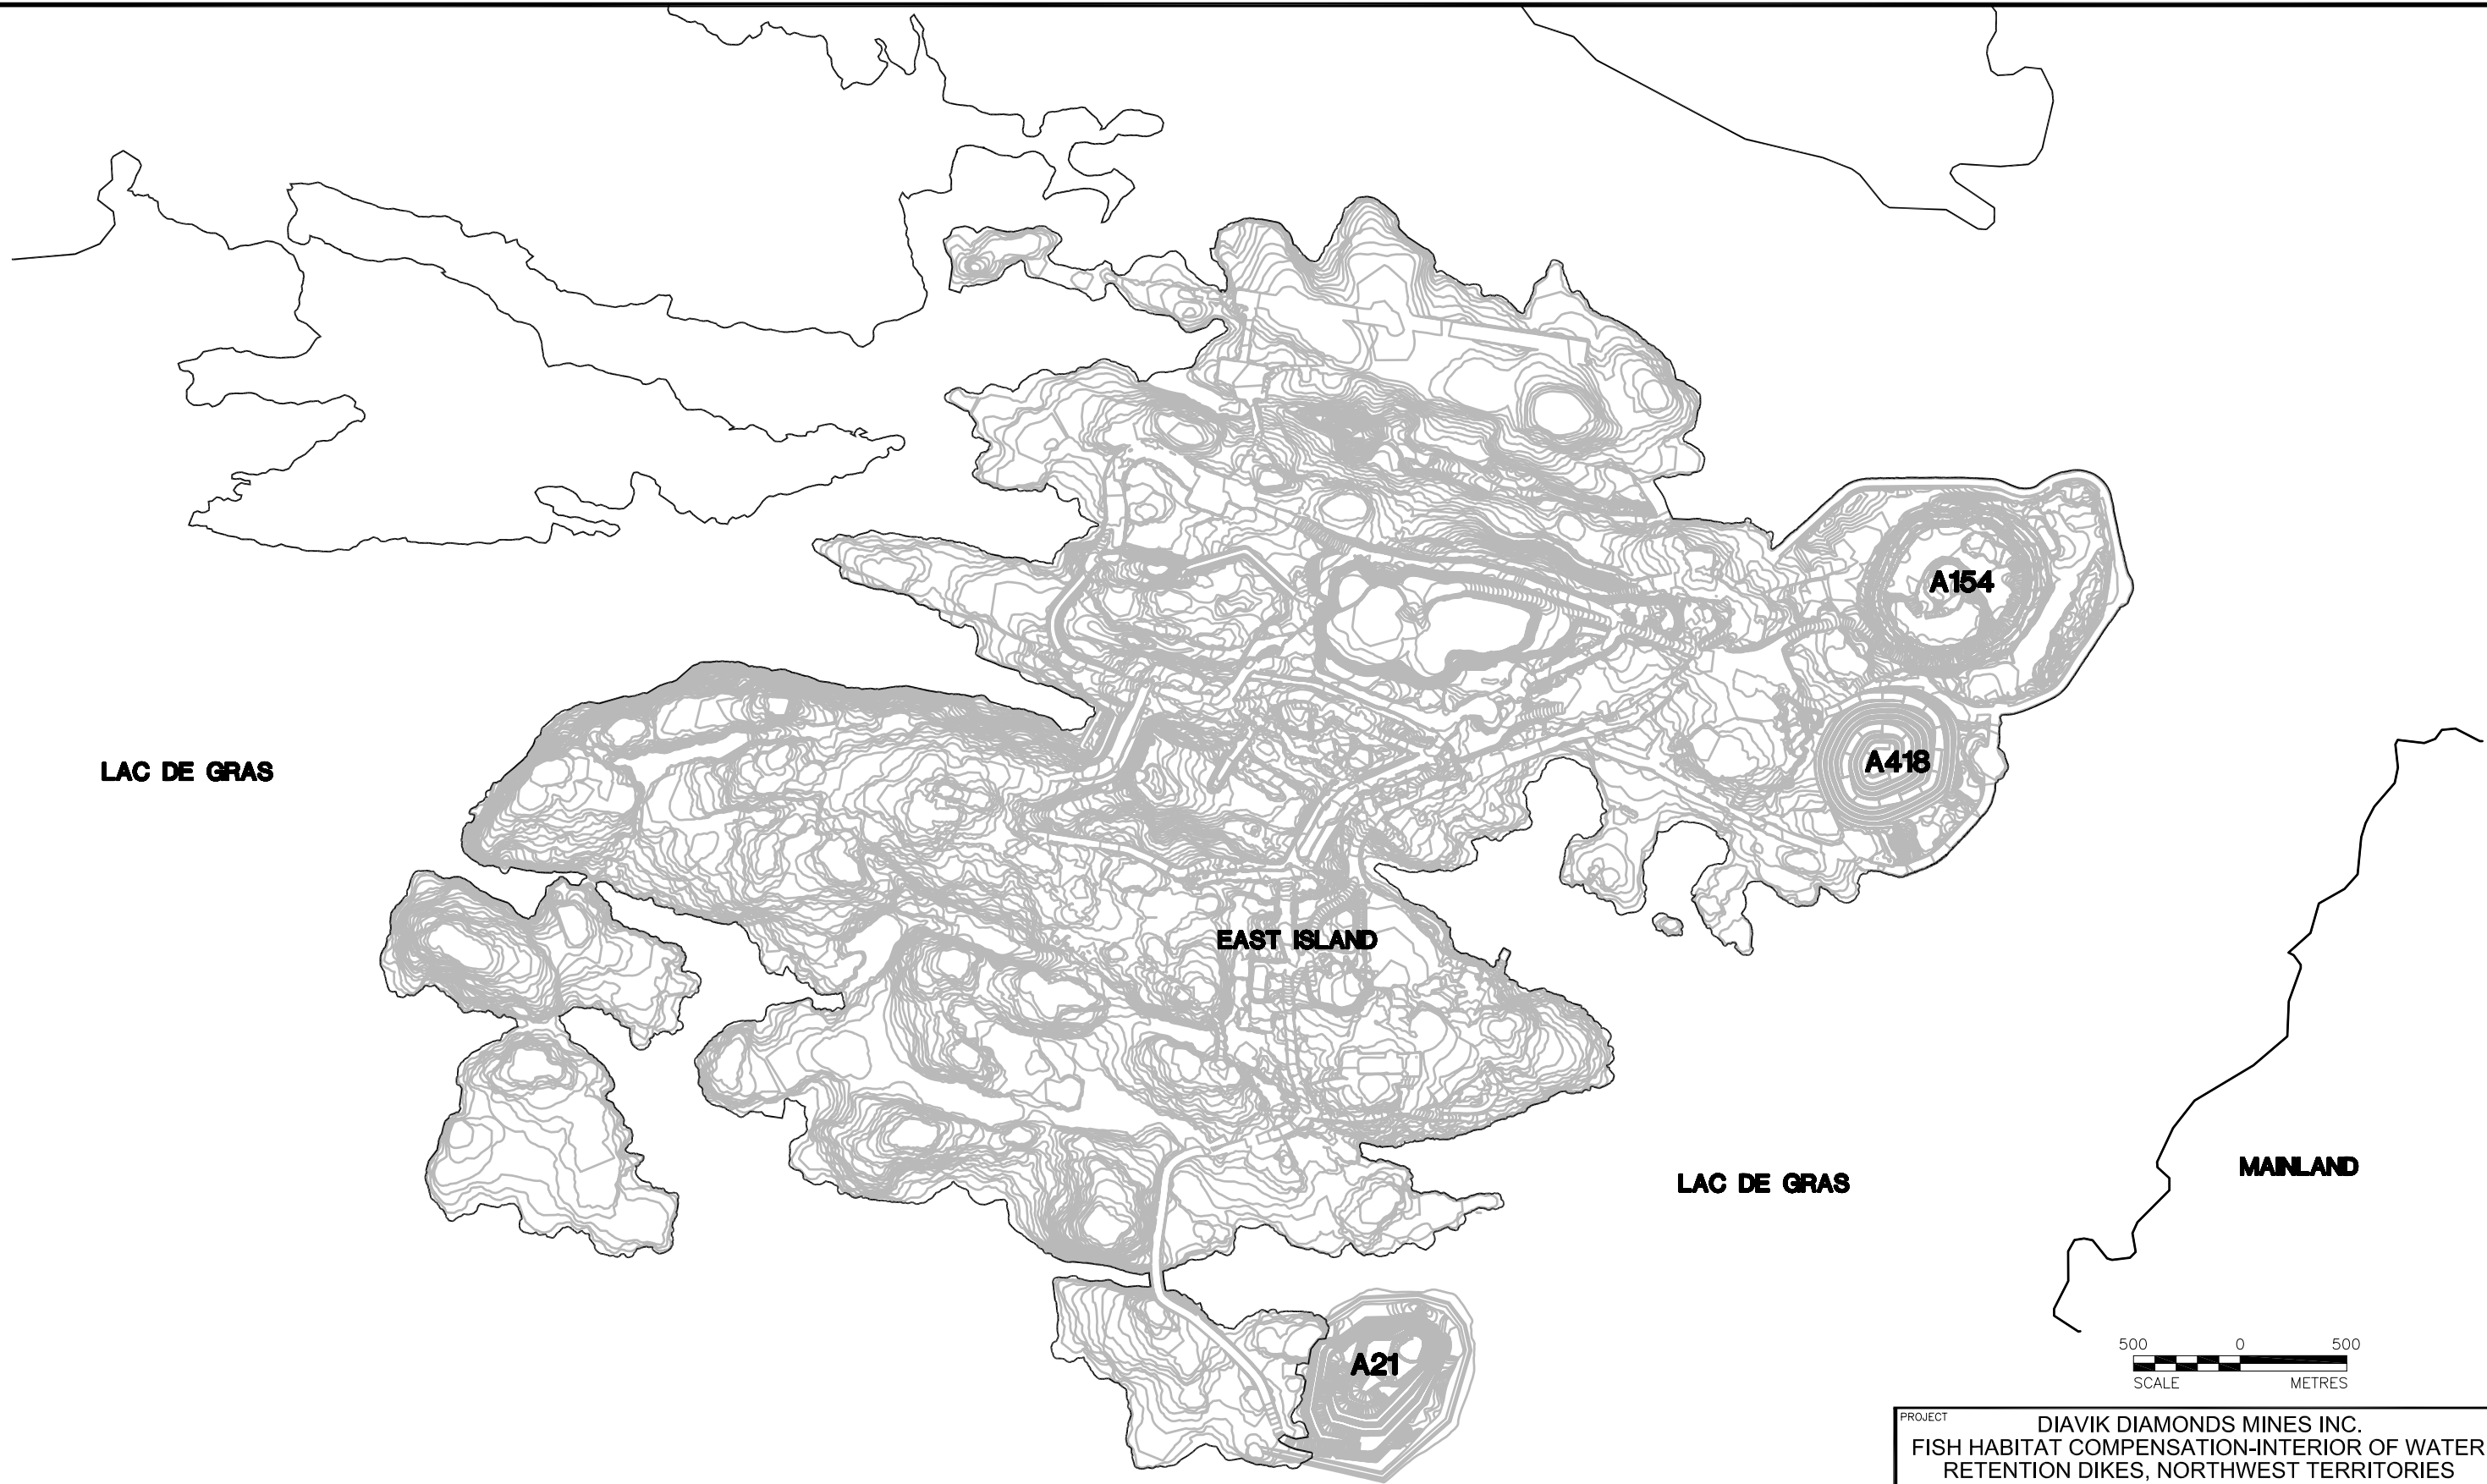 A154
A418
LAC DE GRAS
EAST ISLAND
MAINLAND
LAC DE GRAS
500 0 500
SCALE METRES
A21
PROJECT
DIAVIK DIAMONDS MINES INC.
FISH HABITAT COMPENSATION-INTERIOR OF WATER
RETENTION DIKES, NORTHWEST TERRITORIES